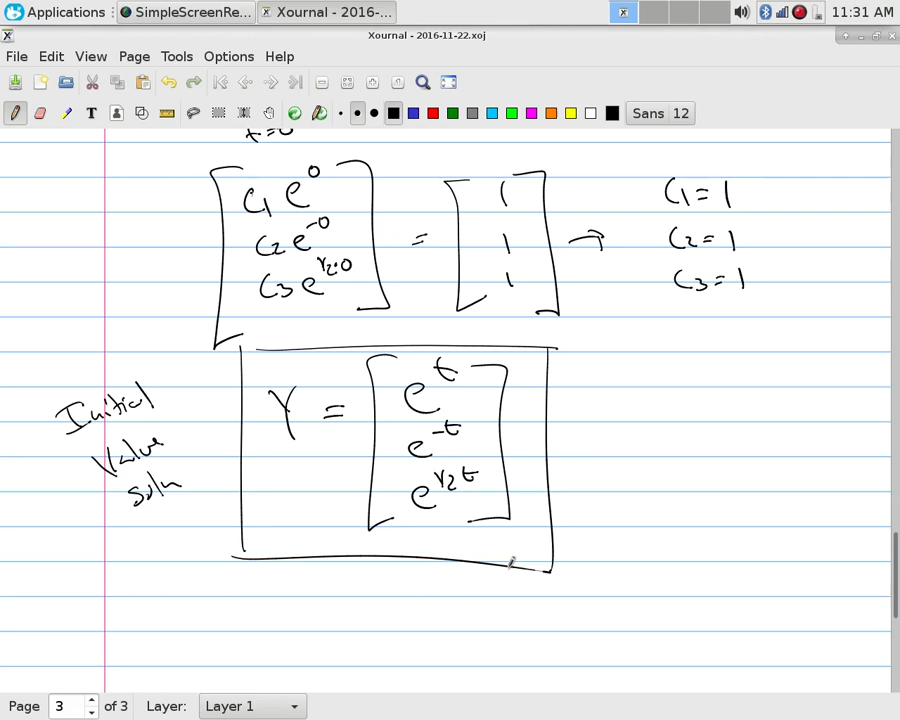 Applications
SimpleScreenRe...
Xournal - 2016-...
11:31 AM
Xournal - 2016-11-22.xoj
File Edit View Page Tools Options Help
Sans 12
t=0
C₁ e⁰
C₂ e⁻⁰
C₃ e^{1/2·0}
=
1
1
1
→
C₁ = 1
C₂ = 1
C₃ = 1
Initial
Value
Soln
Y =
e^t
e^{-t}
e^{1/2 t}
Page 3 of 3 Layer: Layer 1